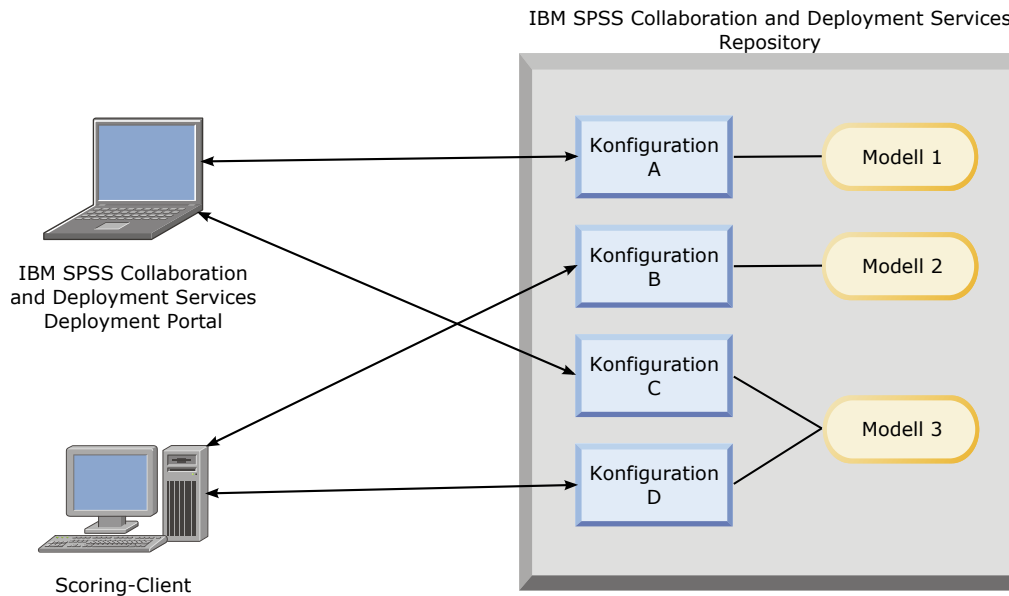 IBM SPSS Collaboration and Deployment Services
Repository
Konfiguration
A
Modell 1
Konfiguration
B
Modell 2
IBM SPSS Collaboration
and Deployment Services
Deployment Portal
Konfiguration
C
Modell 3
Konfiguration
D
Scoring-Client